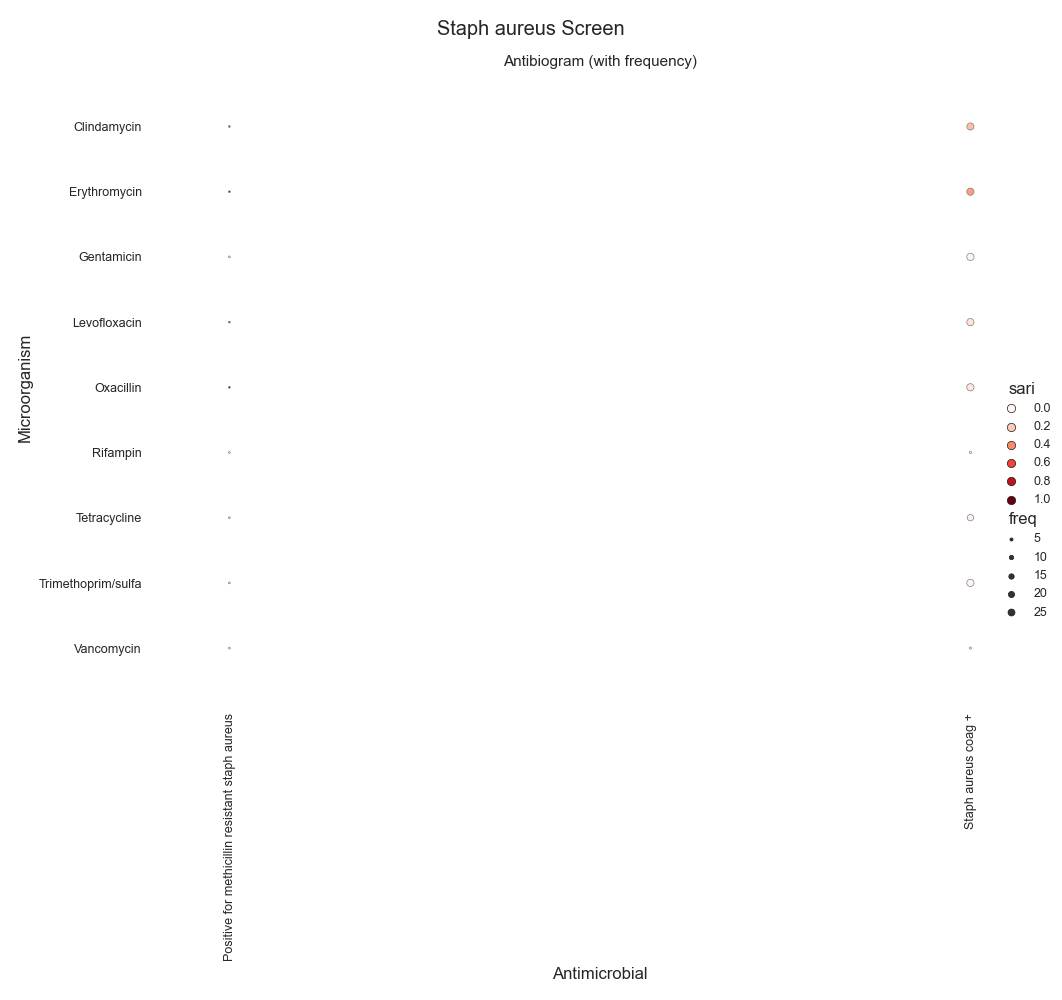 Staph aureus Screen
Antibiogram (with frequency)
Clindamycin
Erythromycin
Gentamicin
Levofloxacin
Oxacillin
Rifampin
Tetracycline
Trimethoprim/sulfa
Vancomycin
Microorganism
sari
0.0
0.2
0.4
0.6
0.8
1.0
freq
5
10
15
20
25
Positive for methicillin resistant staph aureus
Staph aureus coag +
Antimicrobial